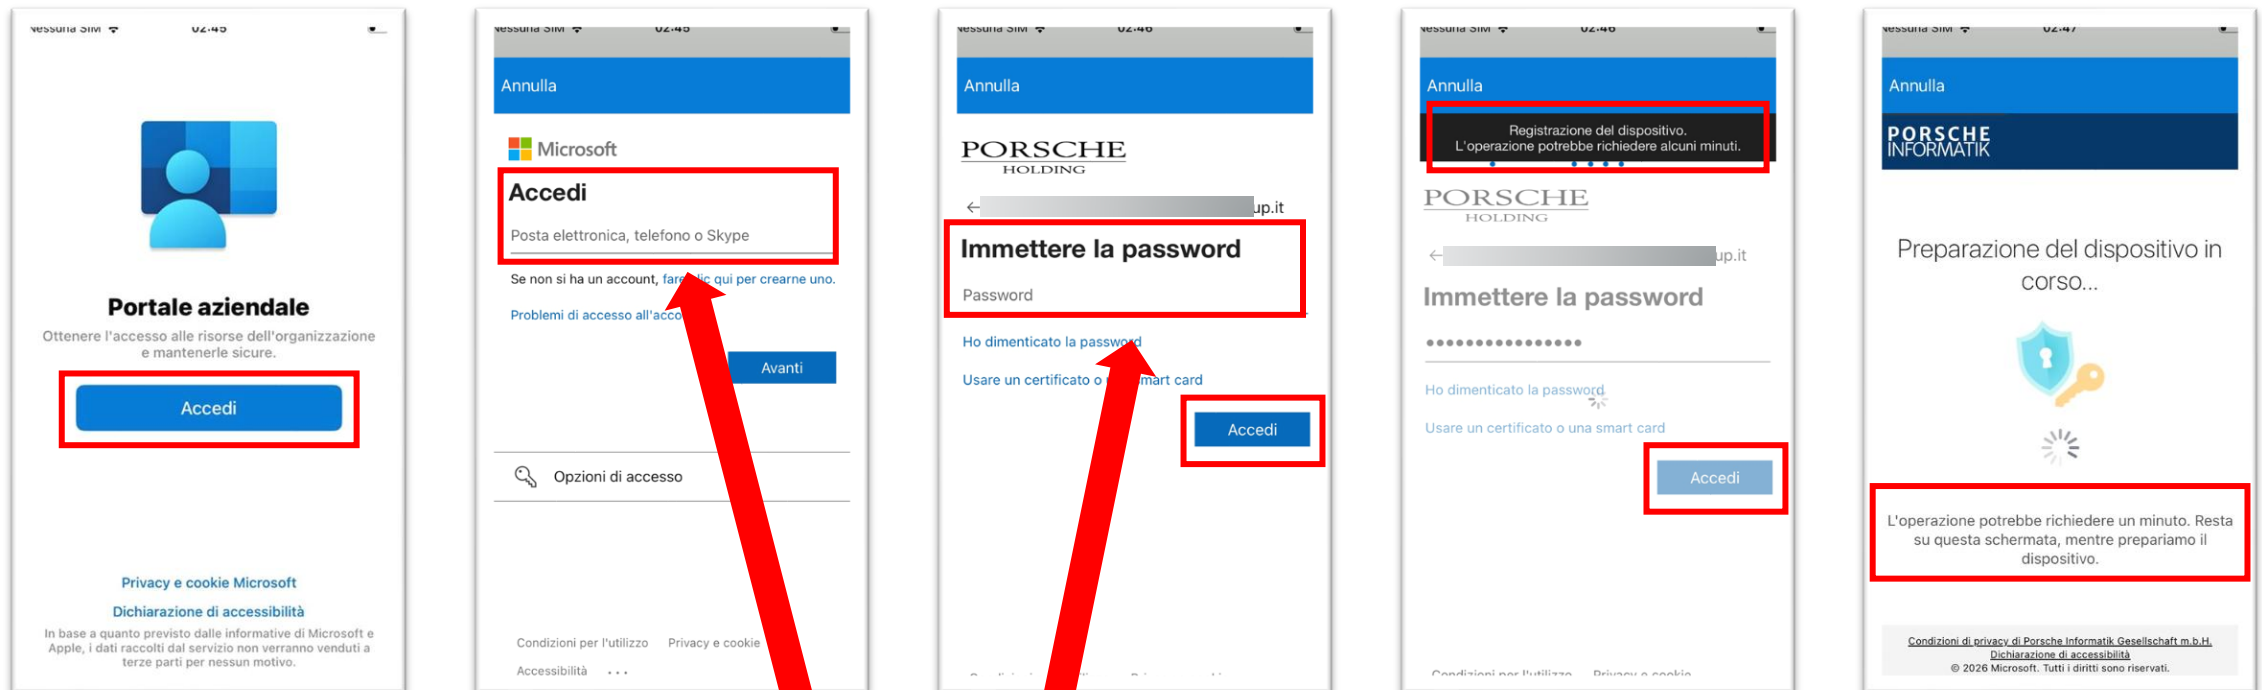 Nessuna SIM 02:45
Portale aziendale
Ottenere l'accesso alle risorse dell'organizzazione
e mantenerle sicure.
Accedi
Privacy e cookie Microsoft
Dichiarazione di accessibilità
In base a quanto previsto dalle informative di Microsoft e
Apple, i dati raccolti dal servizio non verranno venduti a
terze parti per nessun motivo.
Nessuna SIM 02:45
Annulla
Microsoft
Accedi
Posta elettronica, telefono o Skype
Se non si ha un account, fare clic qui per crearne uno.
Problemi di accesso all'acco
Avanti
Opzioni di accesso
Condizioni per l'utilizzo Privacy e cookie
Accessibilità ...
Nessuna SIM 02:46
Annulla
PORSCHE
HOLDING
up.it
Immettere la password
Password
Ho dimenticato la password
Usare un certificato o una smart card
Accedi
Nessuna SIM 02:46
Annulla
Registrazione del dispositivo.
L'operazione potrebbe richiedere alcuni minuti.
PORSCHE
HOLDING
up.it
Immettere la password
Ho dimenticato la password
Usare un certificato o una smart card
Accedi
Condizioni per l'utilizzo Privacy e cookie
Nessuna SIM 02:47
Annulla
PORSCHE
INFORMATIK
Preparazione del dispositivo in
corso...
L'operazione potrebbe richiedere un minuto. Resta
su questa schermata, mentre prepariamo il
dispositivo.
Condizioni di privacy di Porsche Informatik Gesellschaft m.b.H.
Dichiarazione di accessibilità
© 2026 Microsoft. Tutti i diritti sono riservati.